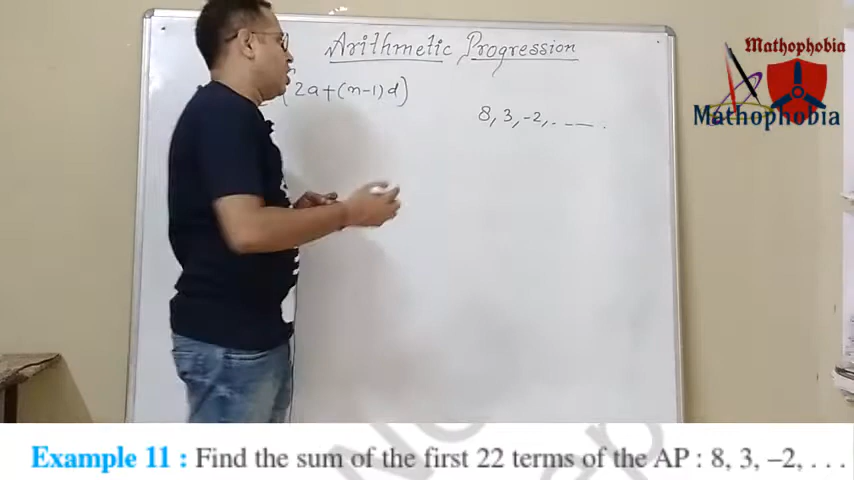 Arithmetic Progression
(2a+(n-1)d)
8, 3, -2, . - - .
Mathophobia
Mathophobia
Example 11 : Find the sum of the first 22 terms of the AP : 8, 3, –2, . . .